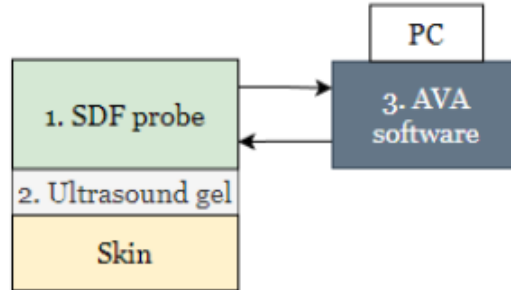 PC
1. SDF probe
3. AVA
software
2. Ultrasound gel
Skin